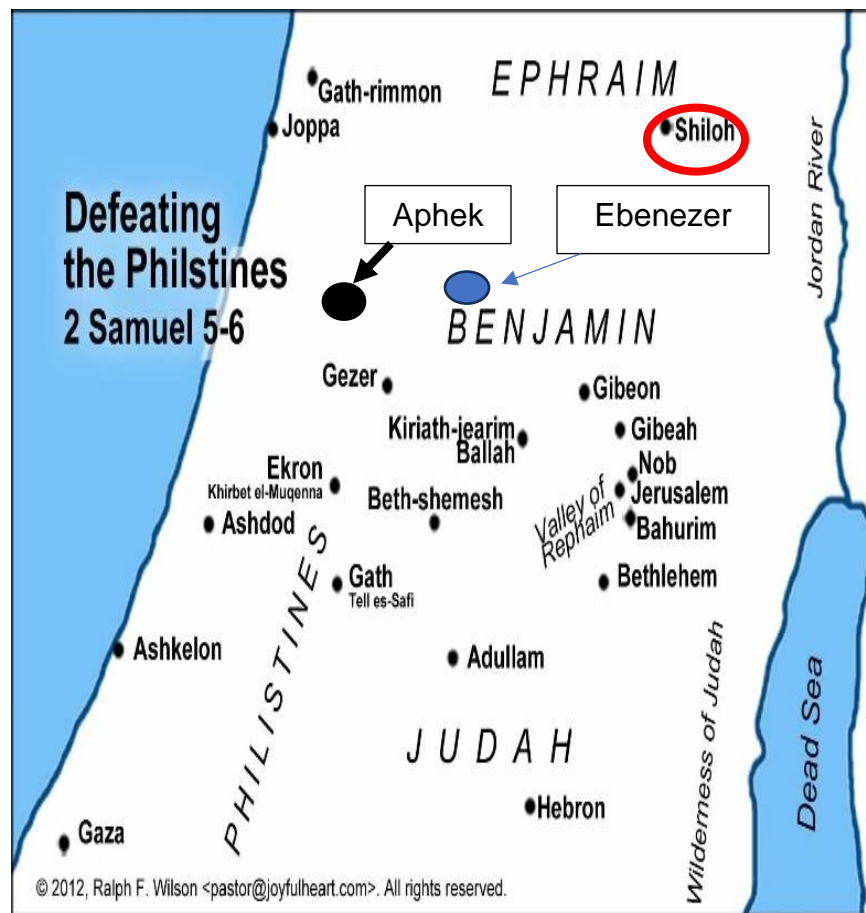 EPHRAIM
Gath-rimmon
Joppa
Shiloh
Jordan River
Defeating
the Philstines
2 Samuel 5-6
Aphek
Ebenezer
BENJAMIN
Gezer
Gibeon
Kiriath-jearim
Ballah
Gibeah
Ekron
Khirbet el-Muqenna
Nob
Jerusalem
Beth-shemesh
Valley of
Rephaim
Ashdod
Bahurim
PHILISTINES
Gath
Tell es-Safi
Bethlehem
Ashkelon
Adullam
Wilderness of Judah
Dead Sea
JUDAH
Hebron
Gaza
© 2012, Ralph F. Wilson <pastor@joyfulheart.com>. All rights reserved.